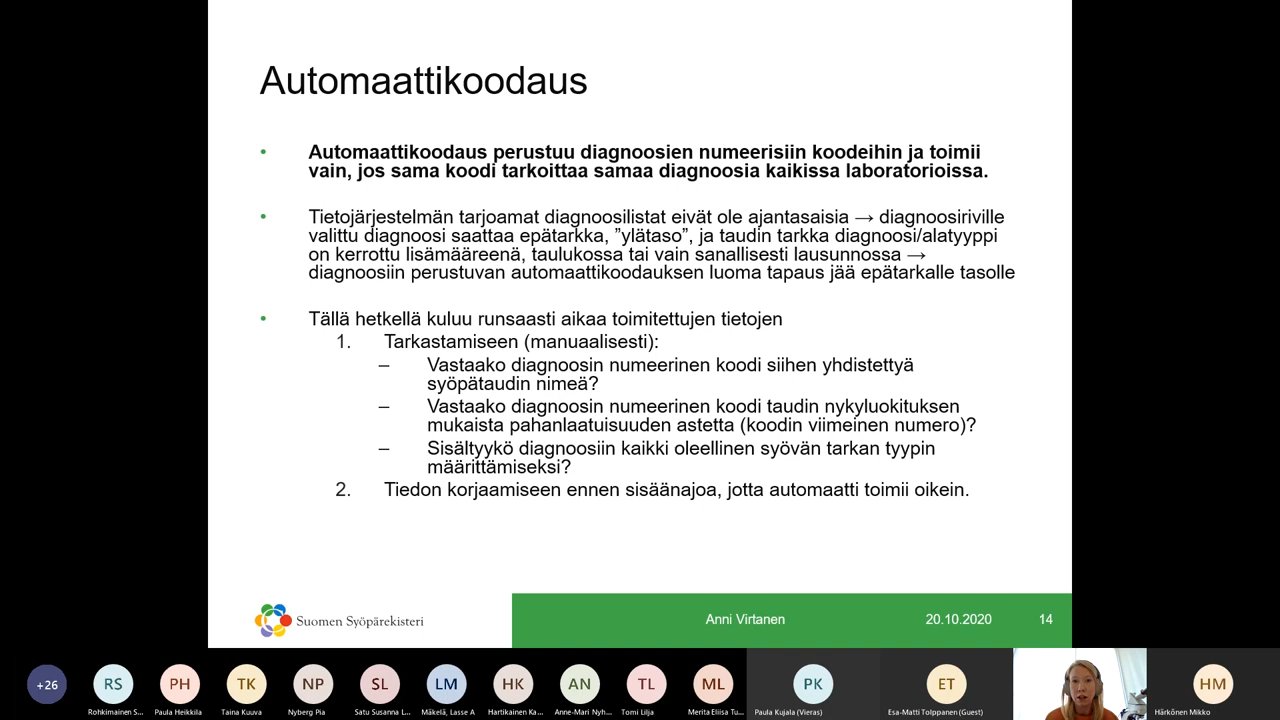 Automaattikoodaus
• Automaattikoodaus perustuu diagnoosien numeerisiin koodeihin ja toimii
vain, jos sama koodi tarkoittaa samaa diagnoosia kaikissa laboratorioissa.
• Tietojärjestelmän tarjoamat diagnoosilistat eivät ole ajantasaisia → diagnoosiriville
valittu diagnoosi saattaa epätarkka, ”ylätaso”, ja taudin tarkka diagnoosi/alatyyppi
on kerrottu lisämääreenä, taulukossa tai vain sanallisesti lausunnossa →
diagnoosiin perustuvan automaattikoodauksen luoma tapaus jää epätarkalle tasolle
• Tällä hetkellä kuluu runsaasti aikaa toimitettujen tietojen
1. Tarkastamiseen (manuaalisesti):
– Vastaako diagnoosin numeerinen koodi siihen yhdistettyä
syöpätaudin nimeä?
– Vastaako diagnoosin numeerinen koodi taudin nykyluokituksen
mukaista pahanlaatuisuuden astetta (koodin viimeinen numero)?
– Sisältyykö diagnoosiin kaikki oleellinen syövän tarkan tyypin
määrittämiseksi?
2. Tiedon korjaamiseen ennen sisäänajoa, jotta automaatti toimii oikein.
Suomen Syöpärekisteri
Anni Virtanen
20.10.2020
14
+26
RS
PH
TK
NP
SL
LM
HK
AN
TL
ML
PK
ET
HM
Rohkimainen S...
Paula Heikkila
Taina Kuuva
Nyberg Pia
Satu Susanna L...
Mäkelä, Lasse A
Hartikainen Ka...
Anne-Mari Nyh...
Tomi Lilja
Merita Eliisa Tu...
Paula Kujala (Vieras)
Esa-Matti Tolppanen (Guest)
Härkönen Mikko